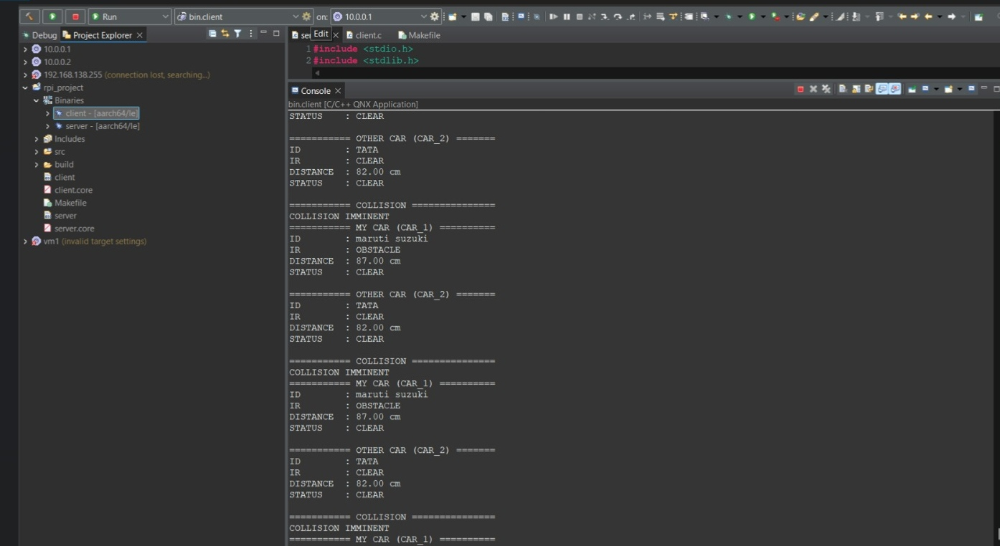 Run
bin.client
on:
10.0.0.1
Debug
Project Explorer
Edit
client.c
Makefile
10.0.0.1
10.0.0.2
192.168.138.255 (connection lost, searching...)
rpi_project
Binaries
client - [aarch64/le]
server - [aarch64/le]
Includes
src
build
client
client.core
Makefile
server
server.core
vm1 (invalid target settings)
1 #include <stdio.h>
2 #include <stdlib.h>
Console
bin.client [C/C++ QNX Application]
STATUS : CLEAR
=========== OTHER CAR (CAR_2) =======
ID : TATA
IR : CLEAR
DISTANCE : 82.00 cm
STATUS : CLEAR
=========== COLLISION ===============
COLLISION IMMINENT
=========== MY CAR (CAR_1) ==========
ID : maruti suzuki
IR : OBSTACLE
DISTANCE : 87.00 cm
STATUS : CLEAR
=========== OTHER CAR (CAR_2) =======
ID : TATA
IR : CLEAR
DISTANCE : 82.00 cm
STATUS : CLEAR
=========== COLLISION ===============
COLLISION IMMINENT
=========== MY CAR (CAR_1) ==========
ID : maruti suzuki
IR : OBSTACLE
DISTANCE : 87.00 cm
STATUS : CLEAR
=========== OTHER CAR (CAR_2) =======
ID : TATA
IR : CLEAR
DISTANCE : 82.00 cm
STATUS : CLEAR
=========== COLLISION ===============
COLLISION IMMINENT
=========== MY CAR (CAR_1) ==========